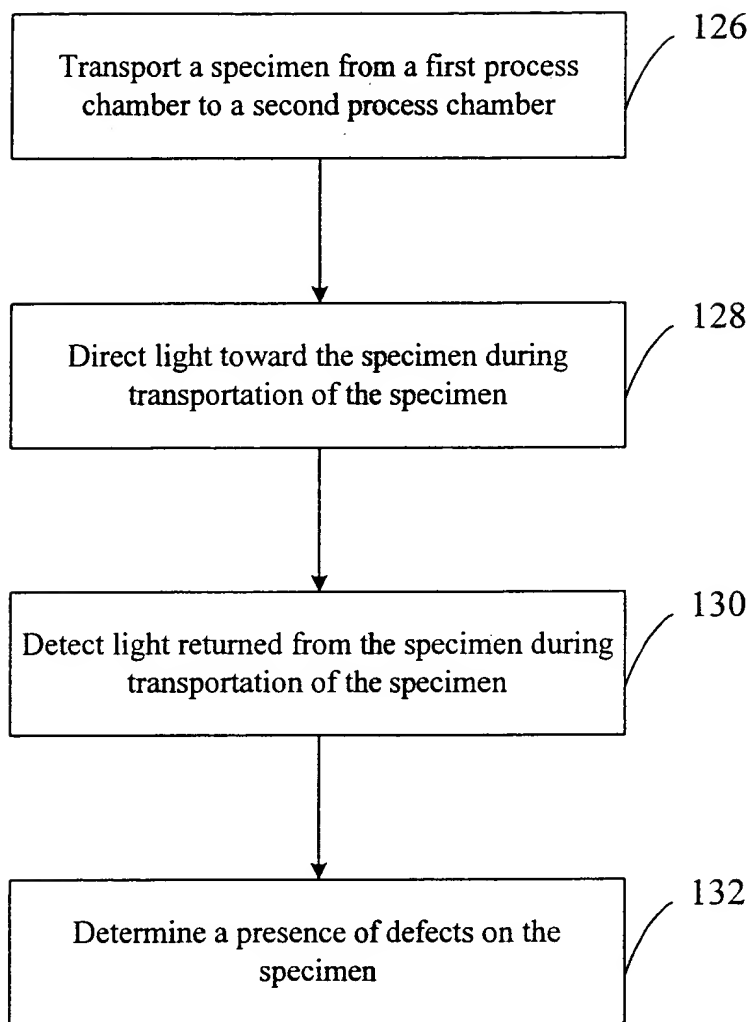 126
Transport a specimen from a first process
chamber to a second process chamber
128
Direct light toward the specimen during
transportation of the specimen
130
Detect light returned from the specimen during
transportation of the specimen
132
Determine a presence of defects on the
specimen